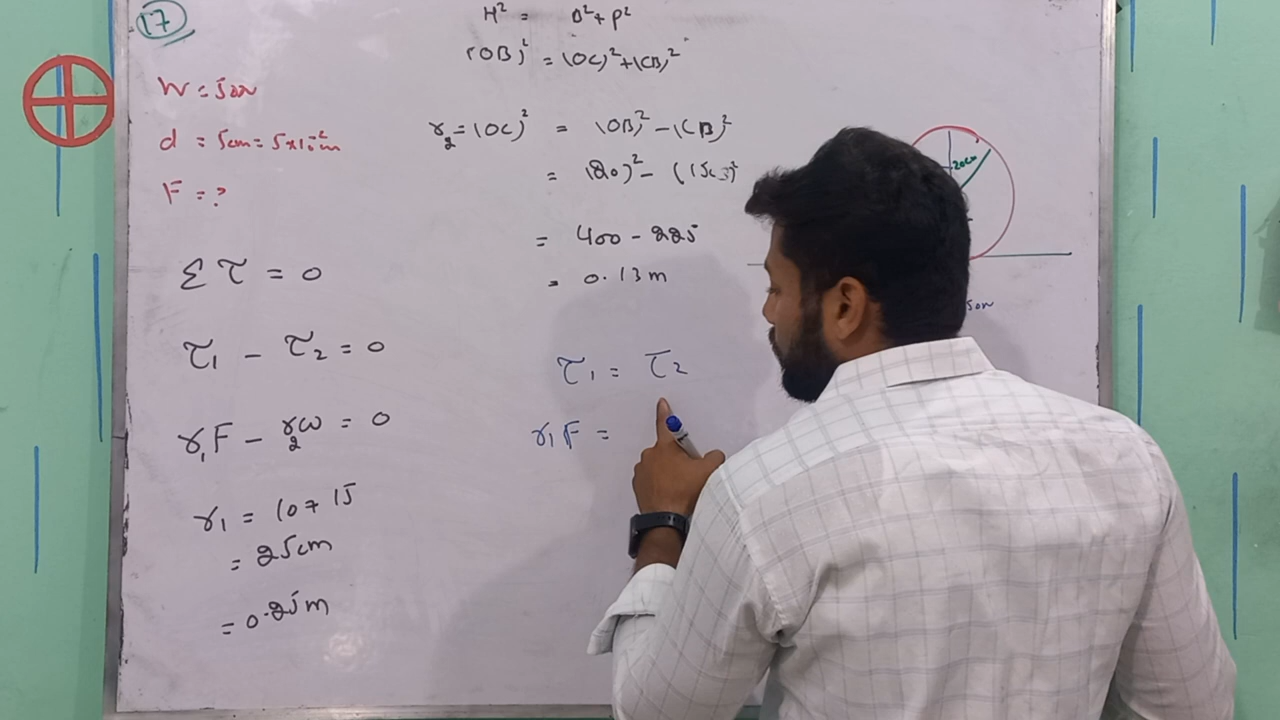 17
W = 50N
d = 5cm = 5×10⁻²m
F = ?
Στ = 0
τ₁ - τ₂ = 0
r₁F - r₂ω = 0
r₁ = 10+15
= 25cm
= 0.25m
H² = B²+P²
(OB)² = (OC)²+(CB)²
r₂=(OC)² = (OB)²-(CB)²
= (20)²-(15)²
= 400-225
= 0.13m
τ₁ = τ₂
r₁F =
20cm
50N